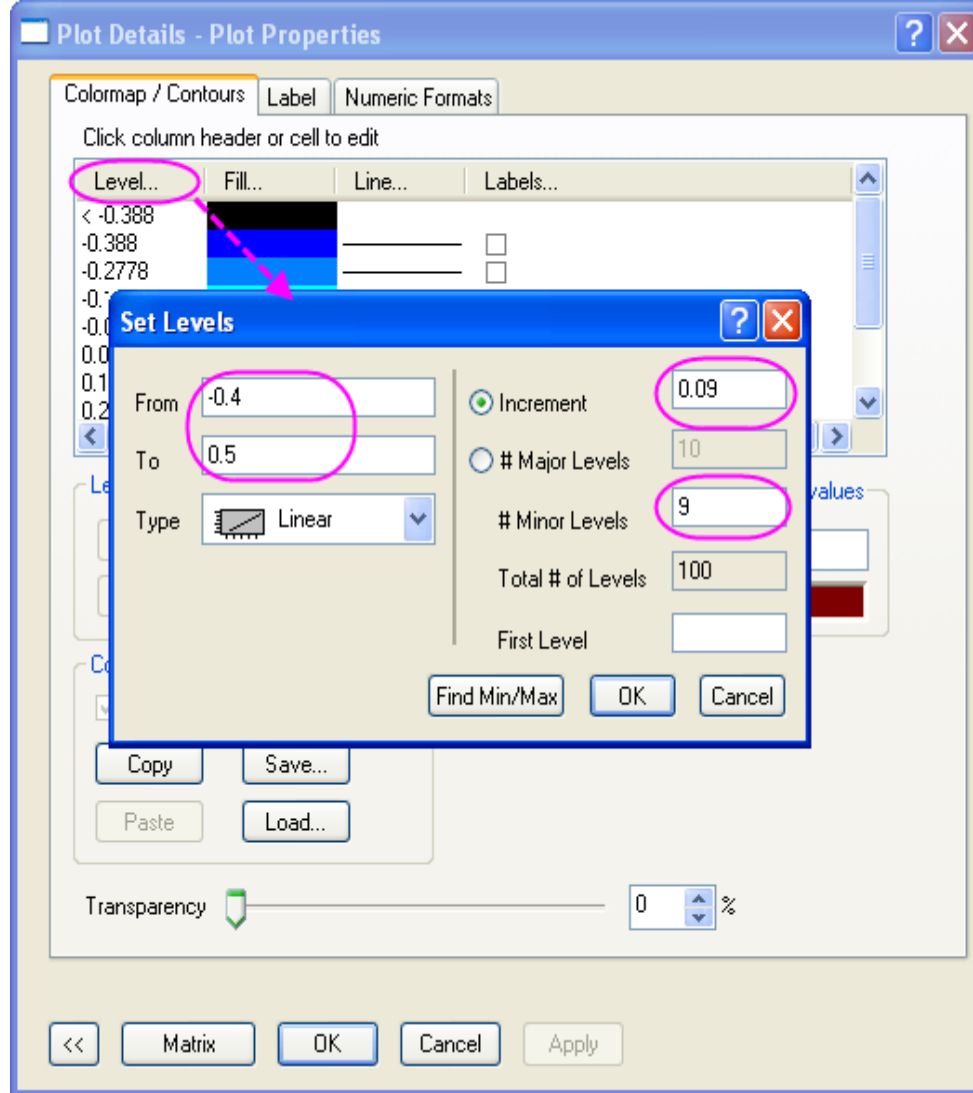 Plot Details - Plot Properties
Colormap / Contours Label Numeric Formats
Click column header or cell to edit
Level... Fill... Line... Labels...
< -0.388
-0.388
-0.2778
Set Levels
From -0.4
To 0.5
Type Linear
Increment 0.09
# Major Levels 10
# Minor Levels 9
Total # of Levels 100
First Level
Find Min/Max OK Cancel
values
Copy Save...
Paste Load...
Transparency 0 %
<< Matrix OK Cancel Apply